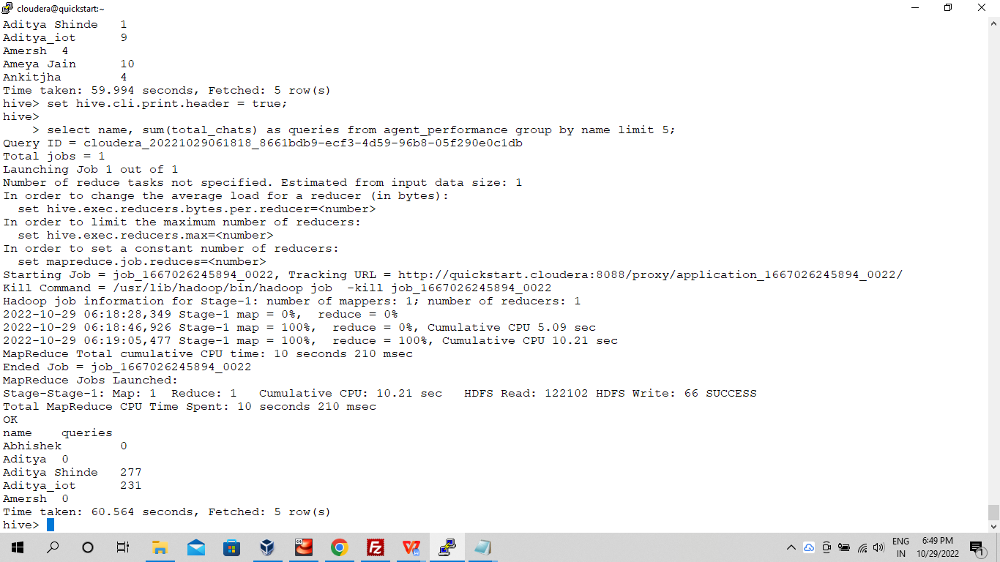 cloudera@quickstart:~
Aditya Shinde   1
Aditya_iot      9
Amersh  4
Ameya Jain      10
Ankitjha        4
Time taken: 59.994 seconds, Fetched: 5 row(s)
hive> set hive.cli.print.header = true;
hive>
    > select name, sum(total_chats) as queries from agent_performance group by name limit 5;
Query ID = cloudera_20221029061818_8661bdb9-ecf3-4d59-96b8-05f290e0c1db
Total jobs = 1
Launching Job 1 out of 1
Number of reduce tasks not specified. Estimated from input data size: 1
In order to change the average load for a reducer (in bytes):
  set hive.exec.reducers.bytes.per.reducer=<number>
In order to limit the maximum number of reducers:
  set hive.exec.reducers.max=<number>
In order to set a constant number of reducers:
  set mapreduce.job.reduces=<number>
Starting Job = job_1667026245894_0022, Tracking URL = http://quickstart.cloudera:8088/proxy/application_1667026245894_0022/
Kill Command = /usr/lib/hadoop/bin/hadoop job  -kill job_1667026245894_0022
Hadoop job information for Stage-1: number of mappers: 1; number of reducers: 1
2022-10-29 06:18:28,349 Stage-1 map = 0%,  reduce = 0%
2022-10-29 06:18:46,926 Stage-1 map = 100%,  reduce = 0%, Cumulative CPU 5.09 sec
2022-10-29 06:19:05,477 Stage-1 map = 100%,  reduce = 100%, Cumulative CPU 10.21 sec
MapReduce Total cumulative CPU time: 10 seconds 210 msec
Ended Job = job_1667026245894_0022
MapReduce Jobs Launched:
Stage-Stage-1: Map: 1  Reduce: 1   Cumulative CPU: 10.21 sec   HDFS Read: 122102 HDFS Write: 66 SUCCESS
Total MapReduce CPU Time Spent: 10 seconds 210 msec
OK
name    queries
Abhishek        0
Aditya  0
Aditya Shinde   277
Aditya_iot      231
Amersh  0
Time taken: 60.564 seconds, Fetched: 5 row(s)
hive>
ENG
IN
6:49 PM
10/29/2022
1